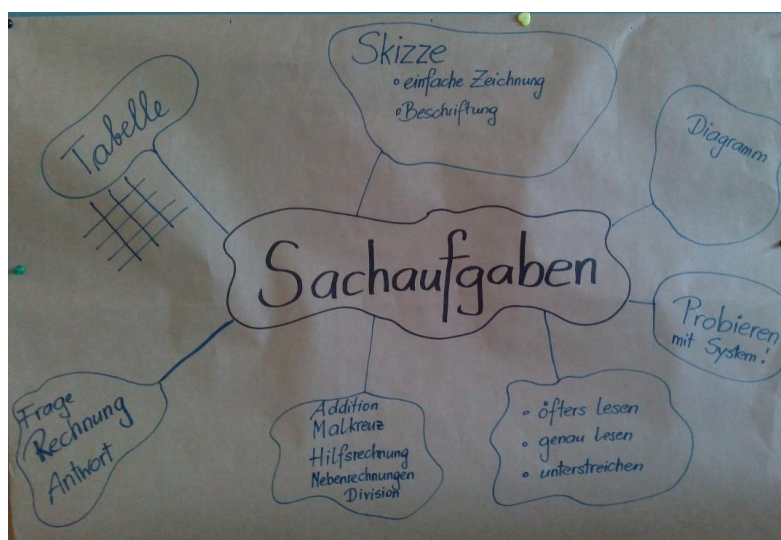 Skizze
einfache Zeichnung
Beschriftung
Tabelle
Diagramm
Sachaufgaben
Probieren
mit System!
Frage
Rechnung
Antwort
Addition
Malkreuz
Hilfsrechnung
Nebenrechnungen
Division
öfters lesen
genau lesen
unterstreichen